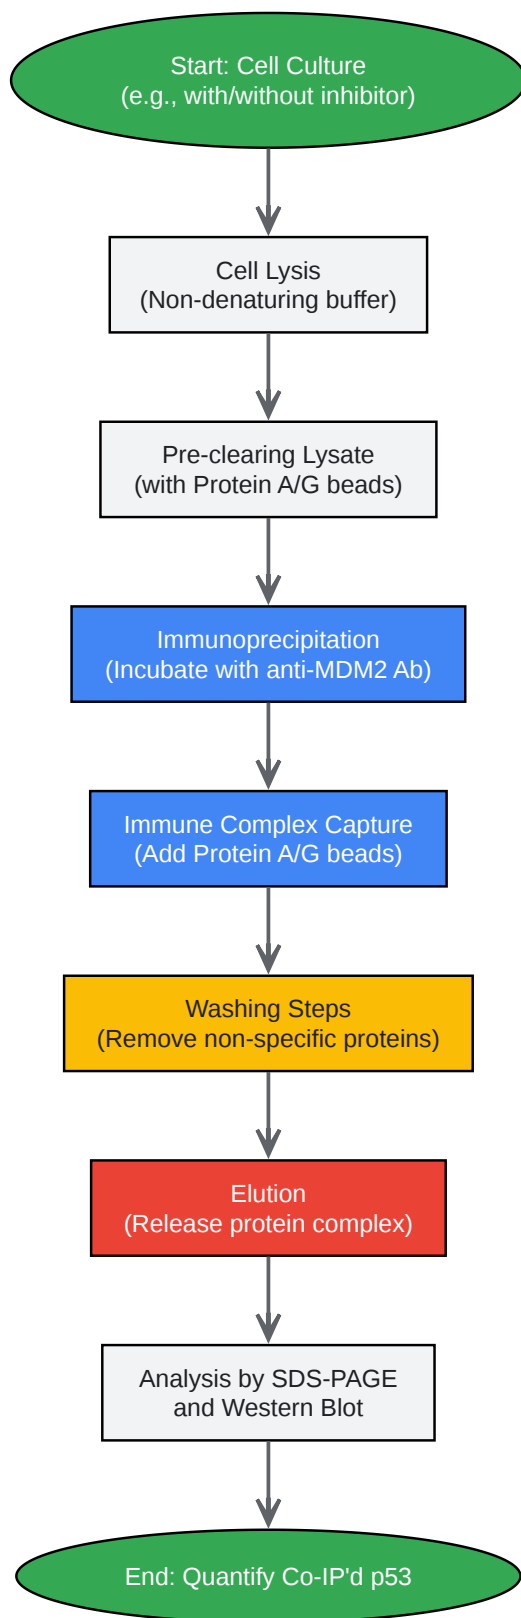 Start: Cell Culture
(e.g., with/without inhibitor)
Cell Lysis
(Non-denaturing buffer)
Pre-clearing Lysate
(with Protein A/G beads)
Immunoprecipitation
(Incubate with anti-MDM2 Ab)
Immune Complex Capture
(Add Protein A/G beads)
Washing Steps
(Remove non-specific proteins)
Elution
(Release protein complex)
Analysis by SDS-PAGE
and Western Blot
End: Quantify Co-IP'd p53